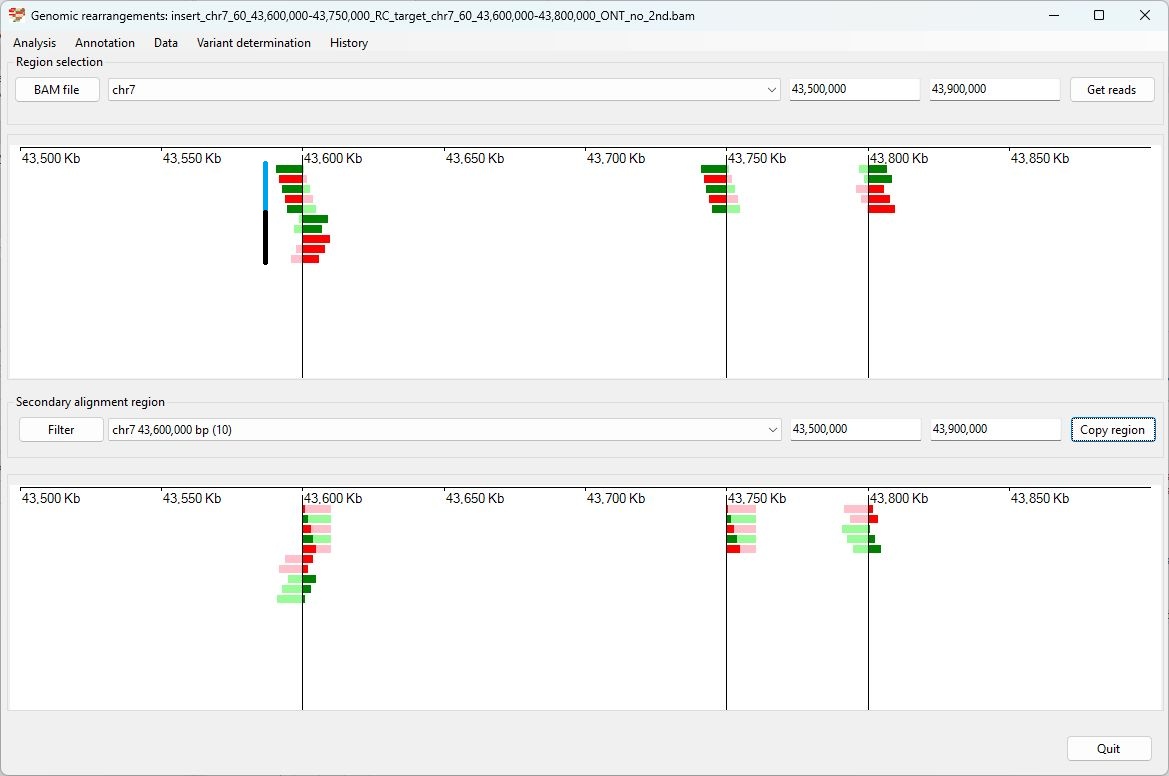 Genomic rearrangements: insert_chr7_60_43,600,000-43,750,000_RC_target_chr7_60_43,600,000-43,800,000_ONT_no_2nd.bam
Analysis Annotation Data Variant determination History
Region selection
BAM file chr7 43,500,000 43,900,000 Get reads
43,500 Kb 43,550 Kb 43,600 Kb 43,650 Kb 43,700 Kb 43,750 Kb 43,800 Kb 43,850 Kb
Secondary alignment region
Filter chr7 43,600,000 bp (10) 43,500,000 43,900,000 Copy region
43,500 Kb 43,550 Kb 43,600 Kb 43,650 Kb 43,700 Kb 43,750 Kb 43,800 Kb 43,850 Kb
Quit